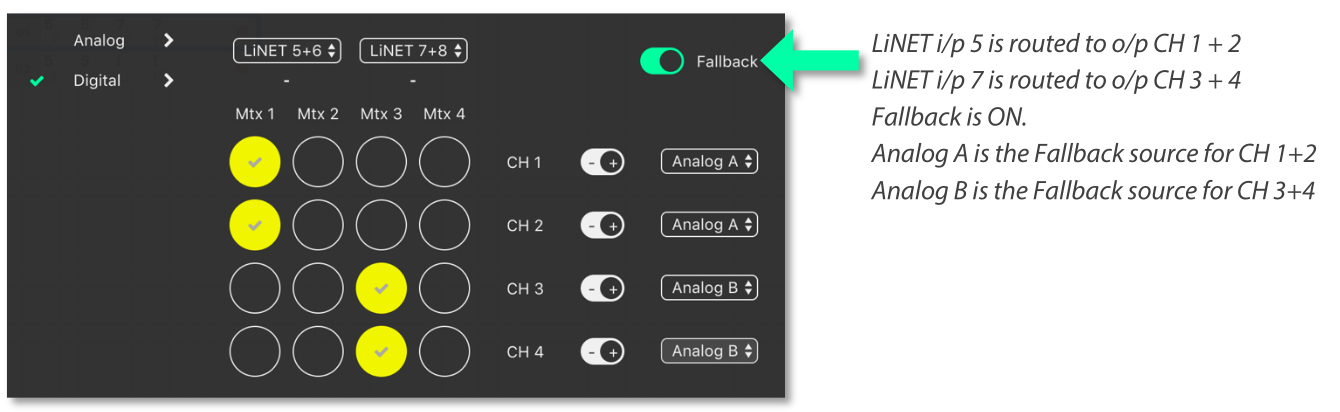 Analog
Digital
LiNET 5+6
LiNET 7+8
-
-
Fallback
Mtx 1 Mtx 2 Mtx 3 Mtx 4
CH 1 - + Analog A
CH 2 - + Analog A
CH 3 - + Analog B
CH 4 - + Analog B
LiNET i/p 5 is routed to o/p CH 1 + 2
LiNET i/p 7 is routed to o/p CH 3 + 4
Fallback is ON.
Analog A is the Fallback source for CH 1+2
Analog B is the Fallback source for CH 3+4